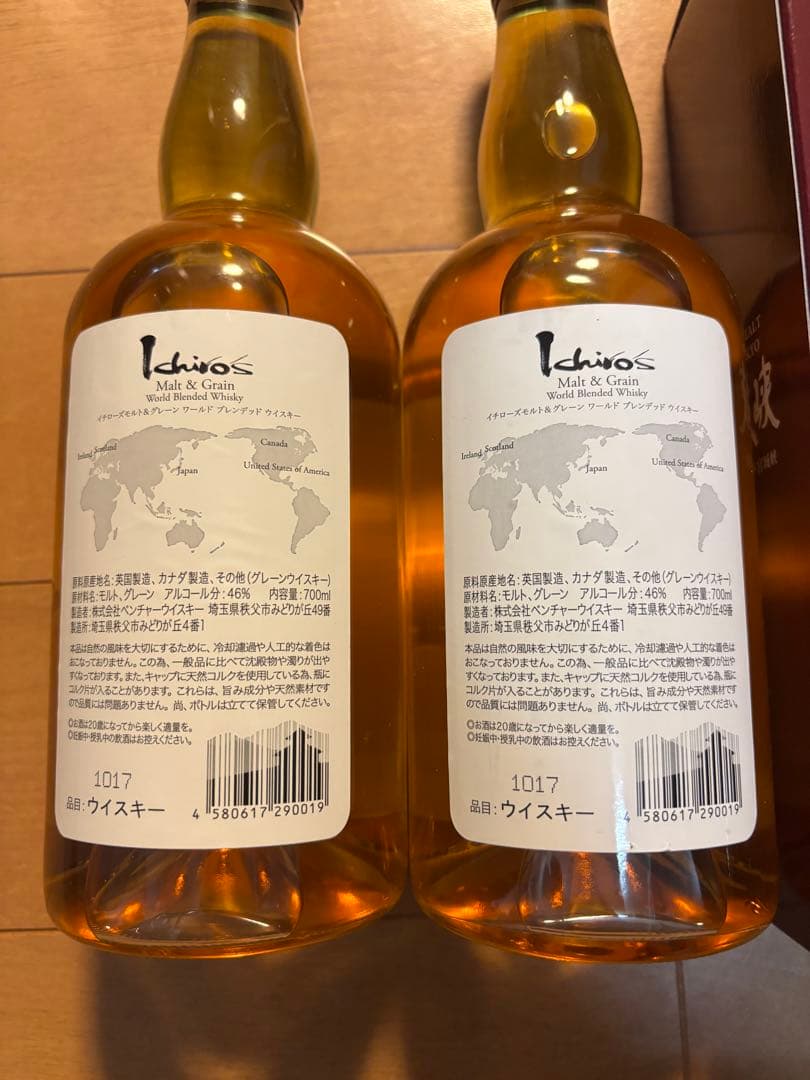 Ichiro's
Malt & Grain
World Blended Whisky
イチローズモルト&グレーン ワールド ブレンデッド ウイスキー
Ireland Scotland
Canada
Japan
United States of America
原料原産地名:英国製造、カナダ製造、その他(グレーンウイスキー)
原材料名:モルト、グレーン アルコール分:46% 内容量:700ml
製造者:株式会社ベンチャーウイスキー 埼玉県秩父市みどりが丘49番
製造所:埼玉県秩父市みどりが丘4番1
本品は自然の風味を大切にするために、冷却濾過や人工的な着色は
おこなっておりません。この為、一般品に比べて沈殿物や濁りが出や
すくなっております。また、キャップに天然コルクを使用している為、瓶に
コルク片が入ることがあります。これらは、旨み成分や天然素材です
ので品質には問題ありません。尚、ボトルは立てて保管してください。
◎お酒は20歳になってから楽しく適量を。
◎妊娠中・授乳中の飲酒はお控えください。
1017
品目:ウイスキー
4 580617 290019
Ichiro's
Malt & Grain
World Blended Whisky
イチローズモルト&グレーン ワールド ブレンデッド ウイスキー
Ireland Scotland
Canada
Japan
United States of America
原料原産地名:英国製造、カナダ製造、その他(グレーンウイスキー)
原材料名:モルト、グレーン アルコール分:46% 内容量:700ml
製造者:株式会社ベンチャーウイスキー 埼玉県秩父市みどりが丘49番
製造所:埼玉県秩父市みどりが丘4番1
本品は自然の風味を大切にするために、冷却濾過や人工的な着色は
おこなっておりません。この為、一般品に比べて沈殿物や濁りが出や
すくなっております。また、キャップに天然コルクを使用している為、瓶に
コルク片が入ることがあります。これらは、旨み成分や天然素材です
ので品質には問題ありません。尚、ボトルは立てて保管してください。
◎お酒は20歳になってから楽しく適量を。
◎妊娠中・授乳中の飲酒はお控えください。
1017
品目:ウイスキー
4 580617 290019
峡